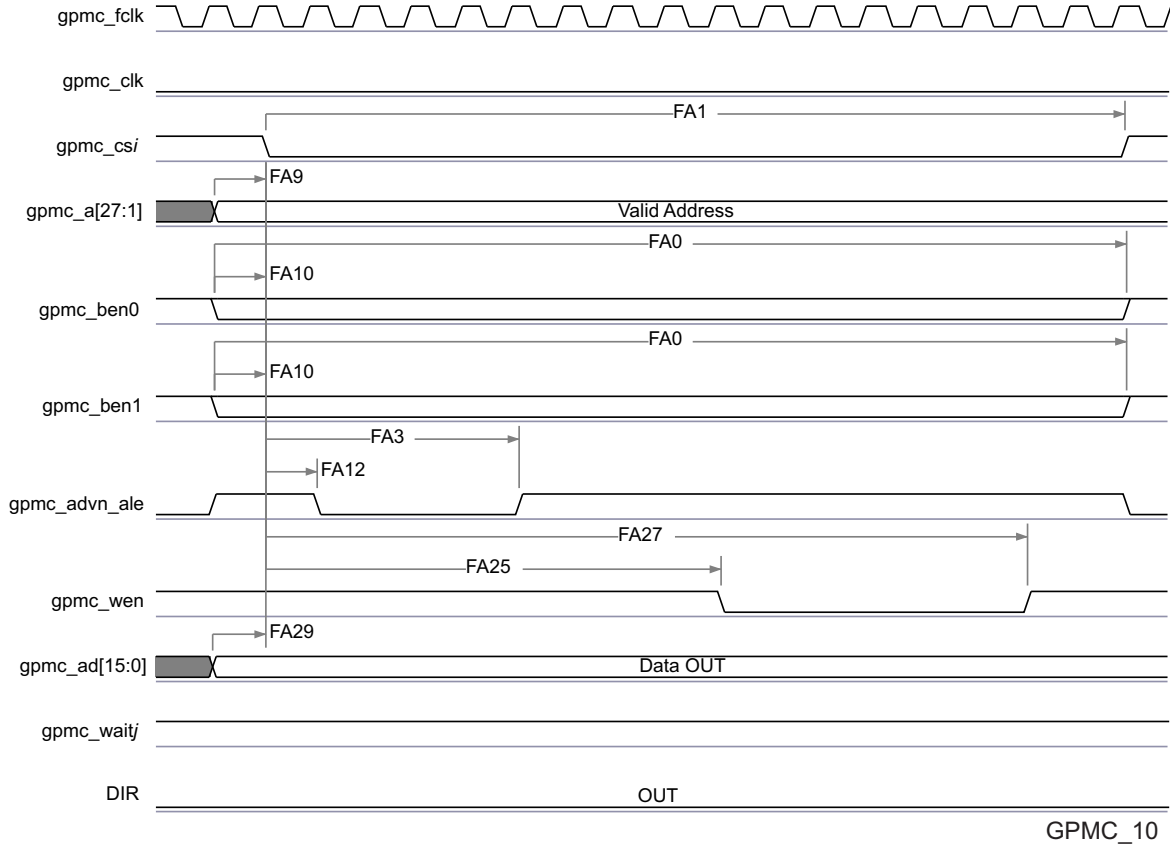 gpmc_fclk
gpmc_clk
FA1
gpmc_csi
FA9
gpmc_a[27:1]
Valid Address
FA0
FA10
gpmc_ben0
FA0
FA10
gpmc_ben1
FA3
FA12
gpmc_advn_ale
FA27
FA25
gpmc_wen
FA29
gpmc_ad[15:0]
Data OUT
gpmc_waitj
DIR
OUT
GPMC_10